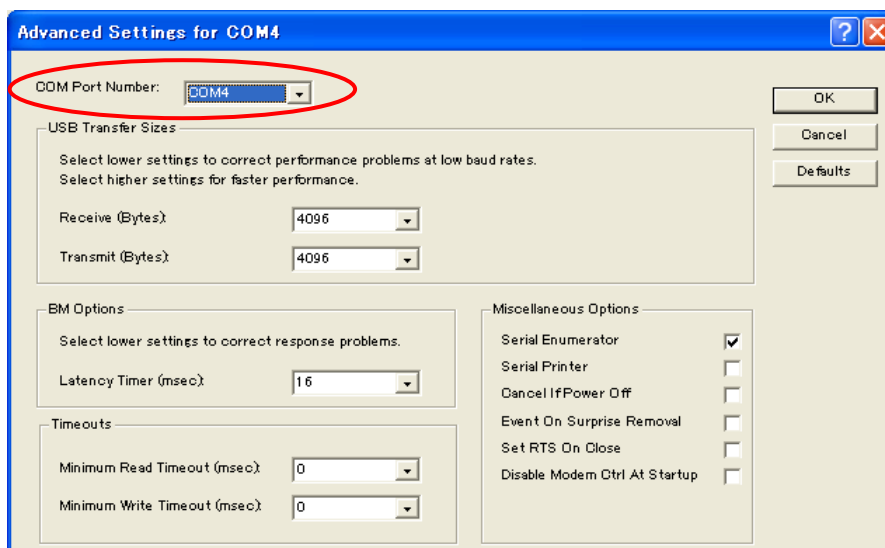 Advanced Settings for COM4
COM Port Number: COM4
OK
Cancel
Defaults
USB Transfer Sizes
Select lower settings to correct performance problems at low baud rates.
Select higher settings for faster performance.
Receive (Bytes): 4096
Transmit (Bytes): 4096
BM Options
Select lower settings to correct response problems.
Latency Timer (msec): 16
Timeouts
Minimum Read Timeout (msec): 0
Minimum Write Timeout (msec): 0
Miscellaneous Options
Serial Enumerator
Serial Printer
Cancel If Power Off
Event On Surprise Removal
Set RTS On Close
Disable Modem Ctrl At Startup